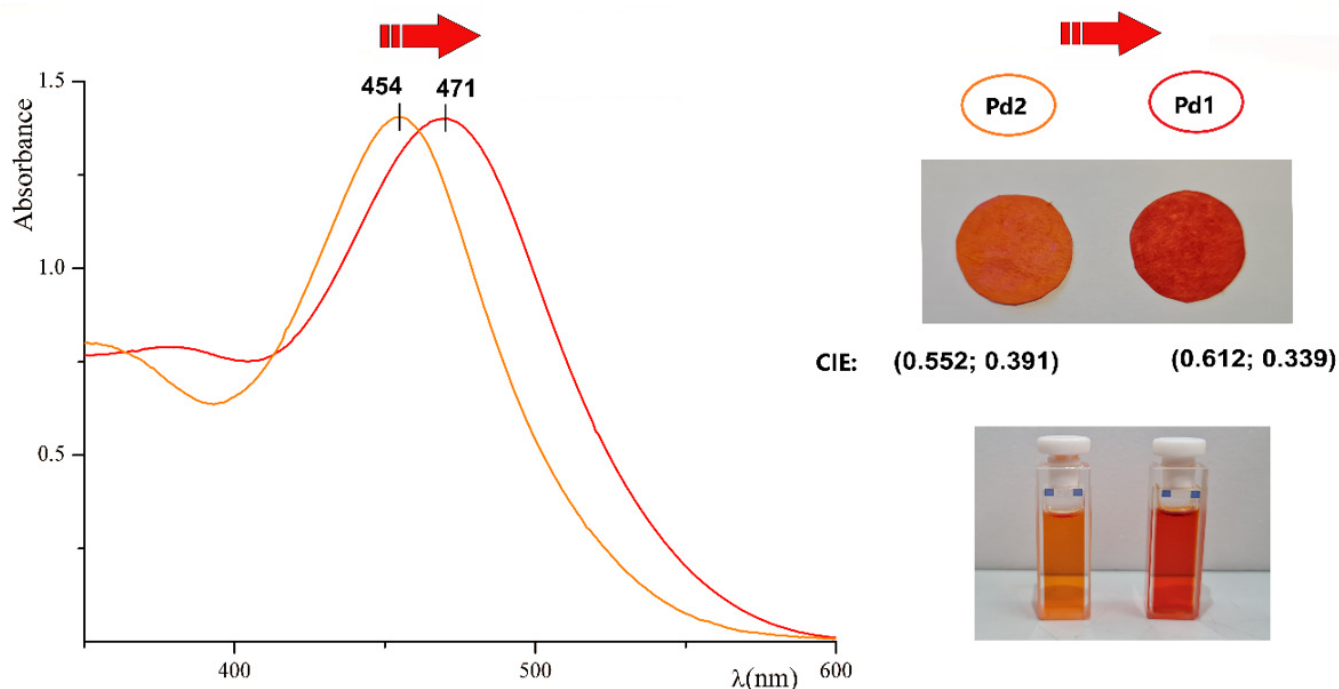 454 471
1.5
Absorbance
1.0
0.5
400 500 600
λ(nm)
Pd2 Pd1
CIE: (0.552; 0.391) (0.612; 0.339)